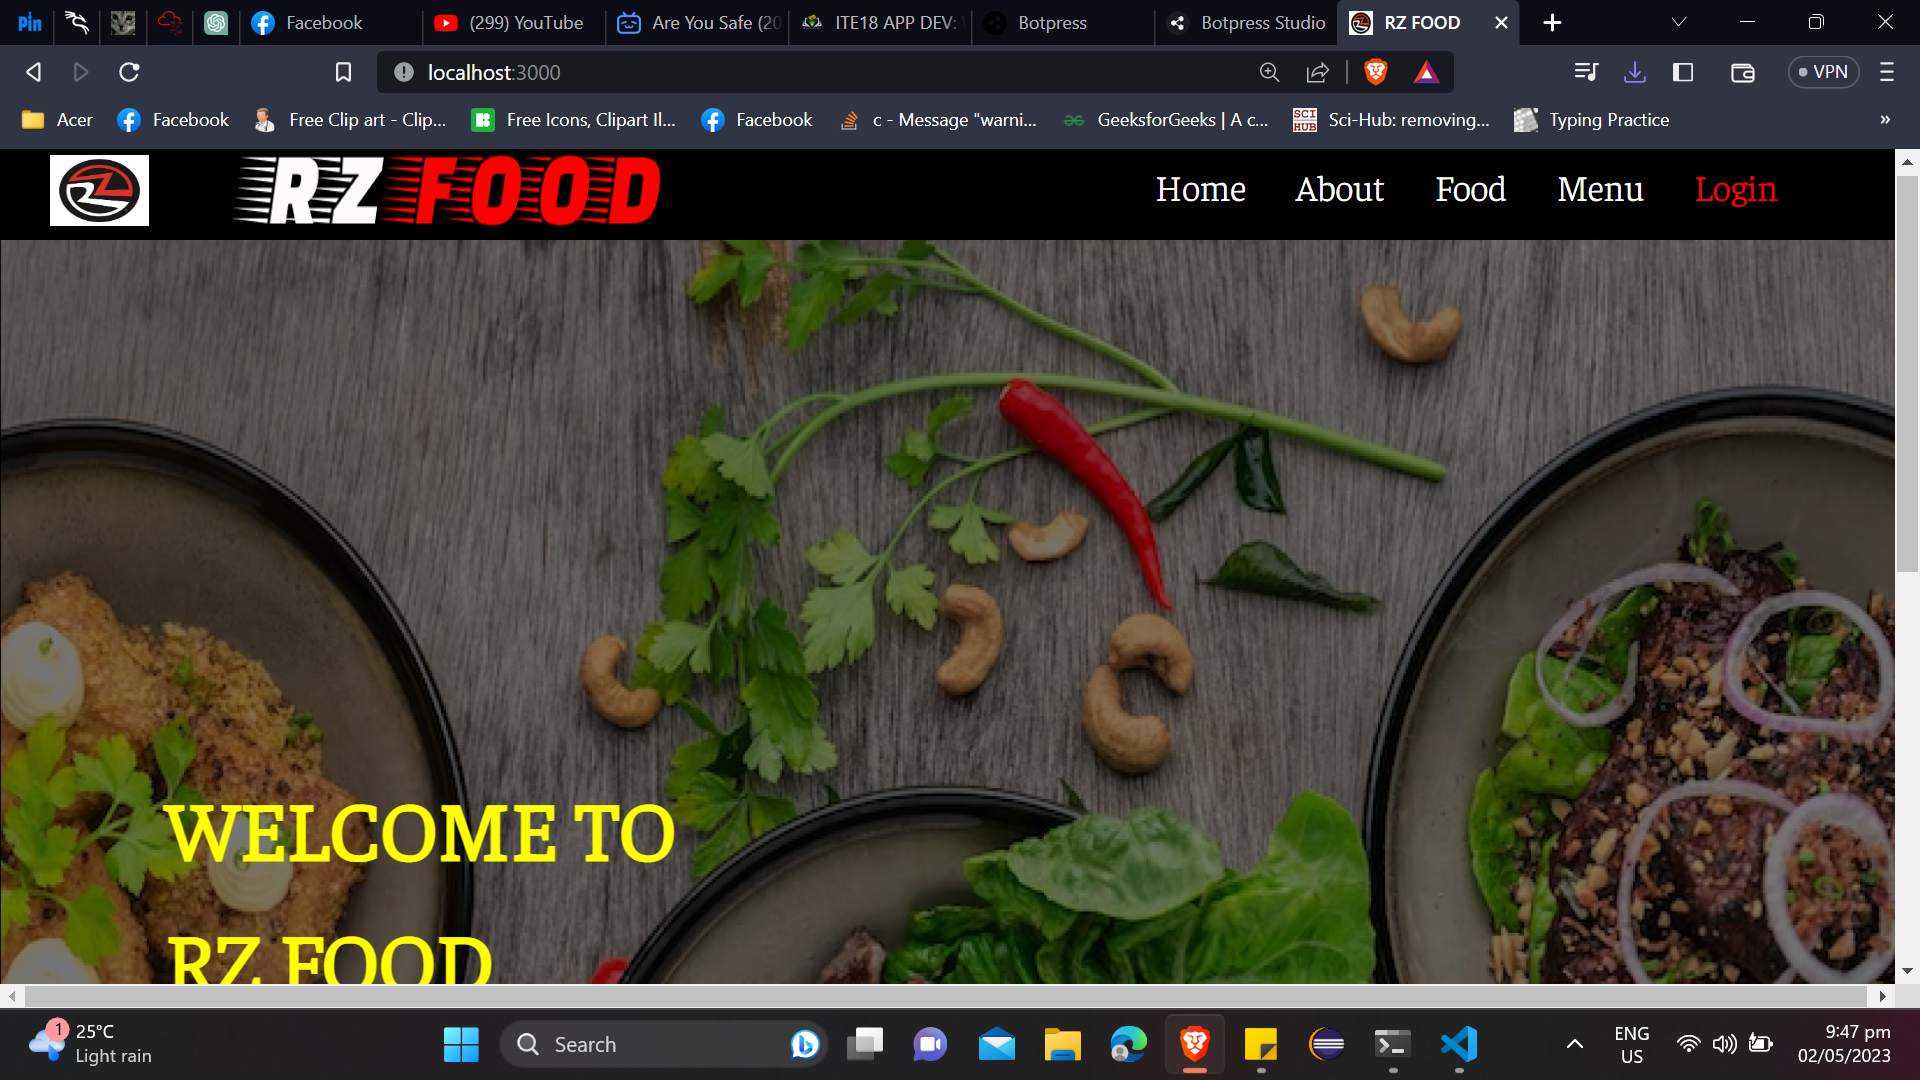 Pin
Facebook
(299) YouTube
Are You Safe (20
ITE18 APP DEV:
Botpress
Botpress Studio
RZ FOOD
localhost:3000
VPN
Acer
Facebook
Free Clip art - Clip...
Free Icons, Clipart Il...
Facebook
c - Message "warni...
GeeksforGeeks | A c...
SCI HUB
Sci-Hub: removing...
Typing Practice
»
RZ FOOD
Home
About
Food
Menu
Login
WELCOME TO
RZ FOOD
1
25°C
Light rain
Search
ENG
US
9:47 pm
02/05/2023